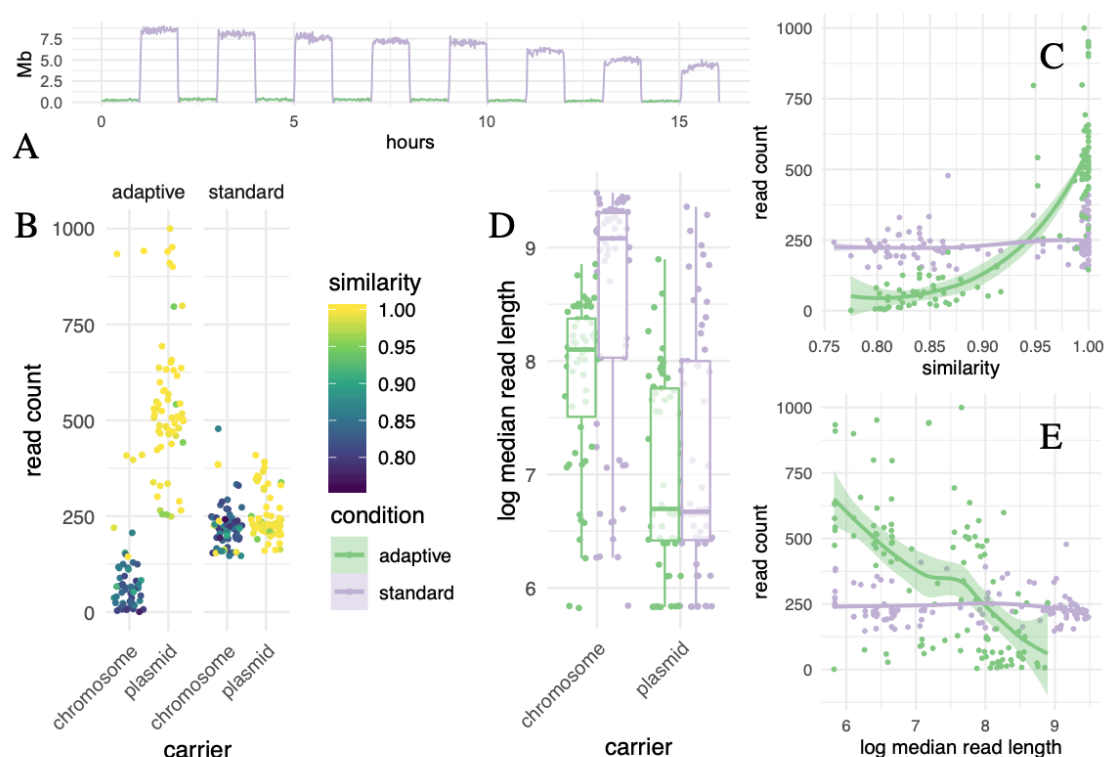 Mb
7.5
5.0
2.5
0.0
0 5 10 15
hours
A
B
adaptive standard
read count
1000
750
500
250
0
chromosome plasmid chromosome plasmid
carrier
similarity
1.00
0.95
0.90
0.85
0.80
condition
adaptive
standard
D
log median read length
9
8
7
6
chromosome plasmid
carrier
C
read count
1000
750
500
250
0
0.75 0.80 0.85 0.90 0.95 1.00
similarity
E
read count
1000
750
500
250
0
6 7 8 9
log median read length